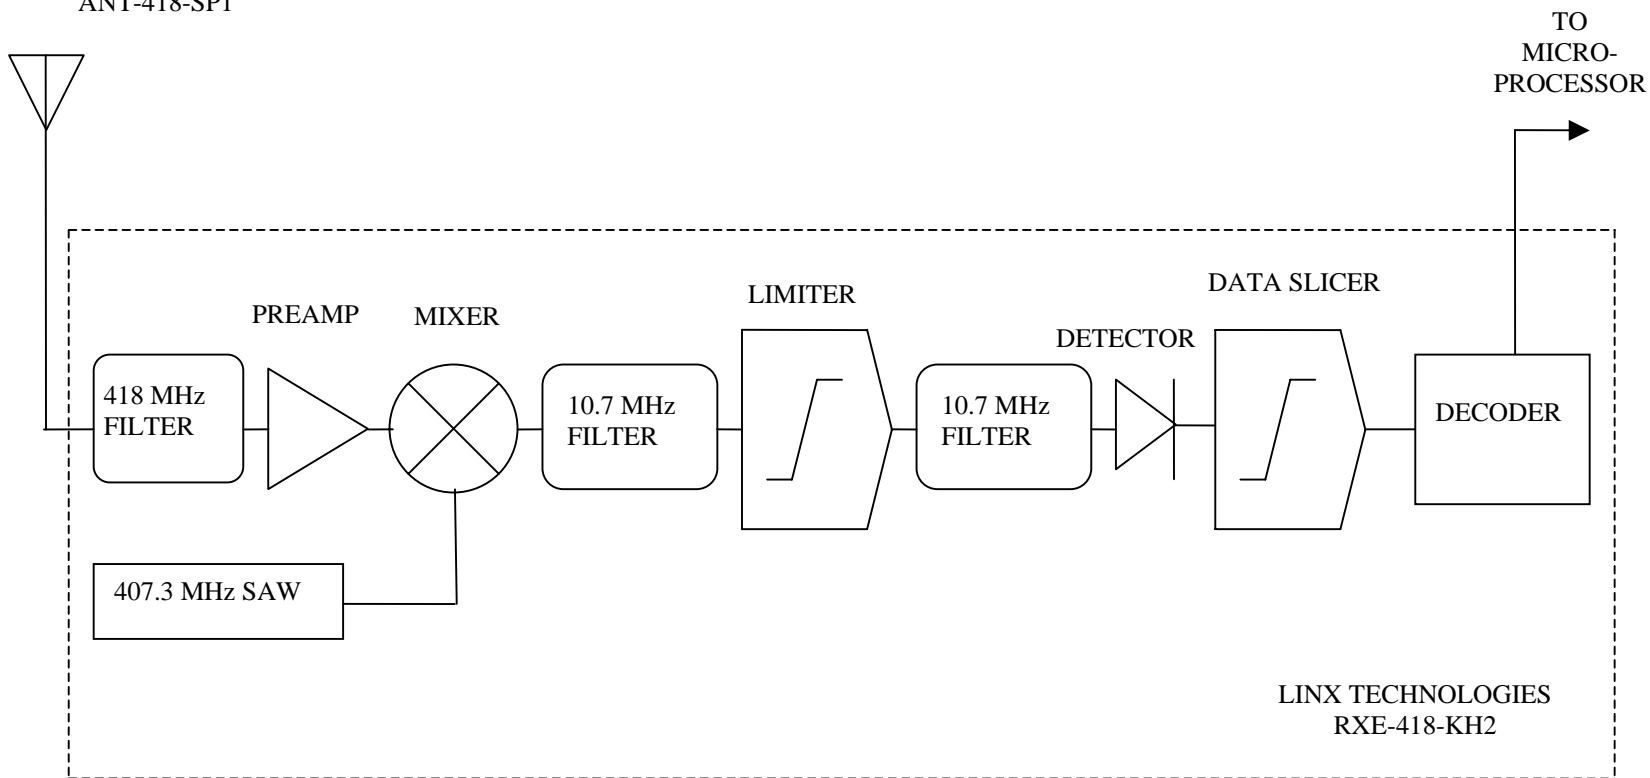 ANT-418-SP1
TO
MICRO-
PROCESSOR
PREAMP
MIXER
LIMITER
DETECTOR
DATA SLICER
418 MHz
FILTER
10.7 MHz
FILTER
10.7 MHz
FILTER
DECODER
407.3 MHz SAW
LINX TECHNOLOGIES
RXE-418-KH2